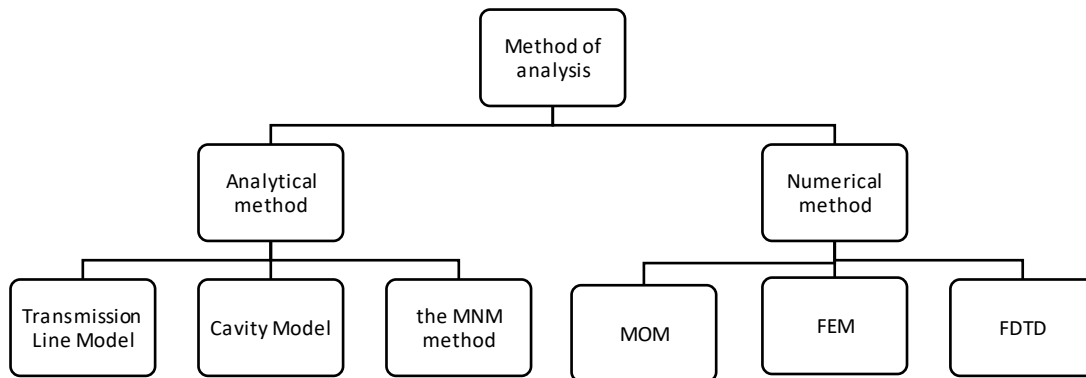 Method of
analysis
Analytical
method
Numerical
method
Transmission
Line Model
Cavity Model
the MNM
method
MOM
FEM
FDTD